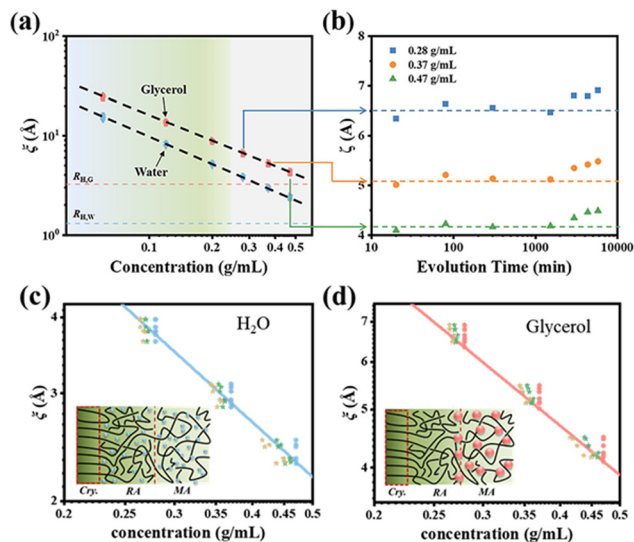 (a)
10²
10¹
10⁰
ξ (Å)
Glycerol
Water
R_H,G
R_H,W
0.1
0.2
0.3
0.4
0.5
Concentration (g/mL)
(b)
0.28 g/mL
0.37 g/mL
0.47 g/mL
8
7
6
5
4
ζ (Å)
10
100
1000
10000
Evolution Time (min)
(c)
H₂O
4
3
2
ξ (Å)
Cry. RA MA
0.2 0.25 0.3 0.35 0.4 0.45 0.5
concentration (g/mL)
(d)
Glycerol
7
6
5
4
ξ (Å)
Cry. RA MA
0.2 0.25 0.3 0.35 0.4 0.45 0.5
concentration (g/mL)